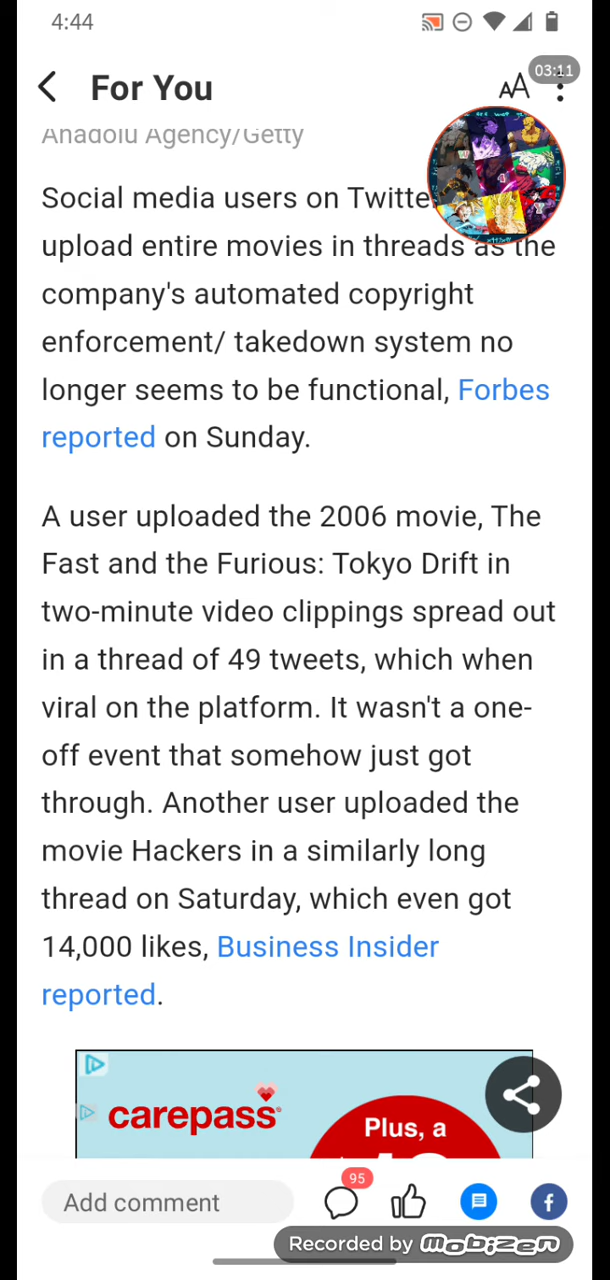 4:44
For You
AA
03:11
Anadolu Agency/Getty
Social media users on Twitte
upload entire movies in threads as the
company's automated copyright
enforcement/ takedown system no
longer seems to be functional, Forbes
reported on Sunday.
A user uploaded the 2006 movie, The
Fast and the Furious: Tokyo Drift in
two-minute video clippings spread out
in a thread of 49 tweets, which when
viral on the platform. It wasn't a one-
off event that somehow just got
through. Another user uploaded the
movie Hackers in a similarly long
thread on Saturday, which even got
14,000 likes, Business Insider
reported.
carepass
Plus, a
95
Add comment
f
Recorded by mobizen